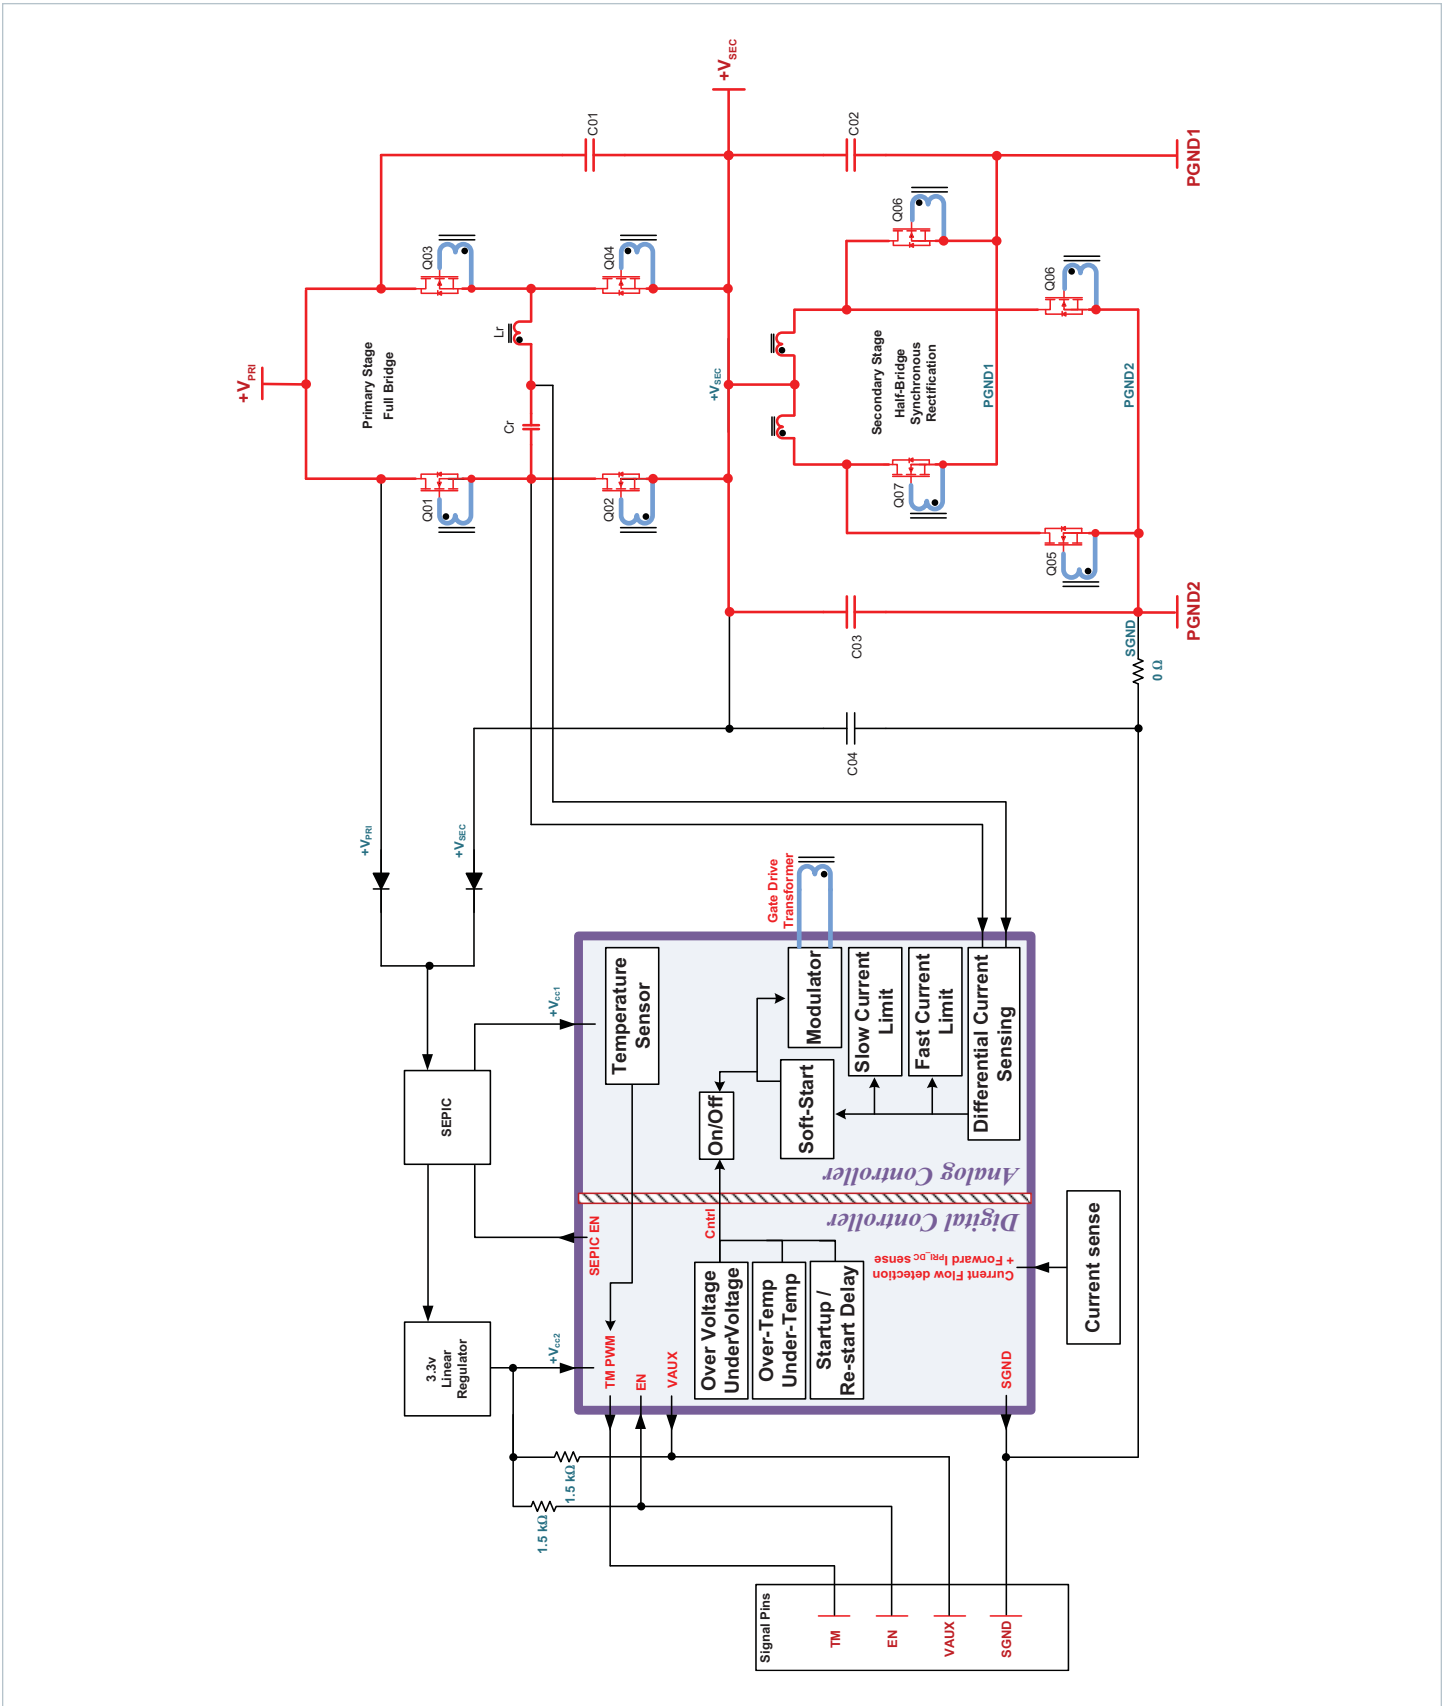 +VSEC
C01
C02
PGND1
Q03
Q04
Q06
Q06
Lr
+VPRI
Primary Stage
Full Bridge
Cr
+VSEC
Secondary Stage
Half-Bridge
Synchronous
Rectification
PGND1
PGND2
Q01
Q02
Q07
Q05
C03
SGND
0 Ω
PGND2
C04
+VPRI
+VSEC
Gate Drive
Transformer
+Vcc1
Temperature
Sensor
Modulator
Slow Current
Limit
Fast Current
Limit
Differential Current
Sensing
SEPIC
On/Off
Soft-Start
Analog Controller
Digital Controller
SEPIC EN
Cntrl
Current Flow detection
+ Forward IPRI_DC sense
Current sense
3.3v
Linear
Regulator
+Vcc2
TM PWM
EN
VAUX
Over Voltage
UnderVoltage
Over-Temp
Under-Temp
Startup /
Re-start Delay
SGND
1.5 kΩ
1.5 kΩ
Signal Pins
TM
EN
VAUX
SGND